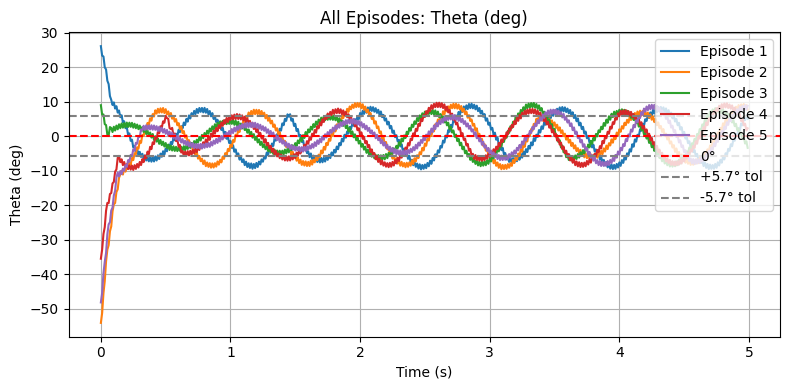 All Episodes: Theta (deg)
Theta (deg)
30
20
10
0
−10
−20
−30
−40
−50
0
1
2
3
4
5
Time (s)
Episode 1
Episode 2
Episode 3
Episode 4
Episode 5
0°
+5.7° tol
-5.7° tol